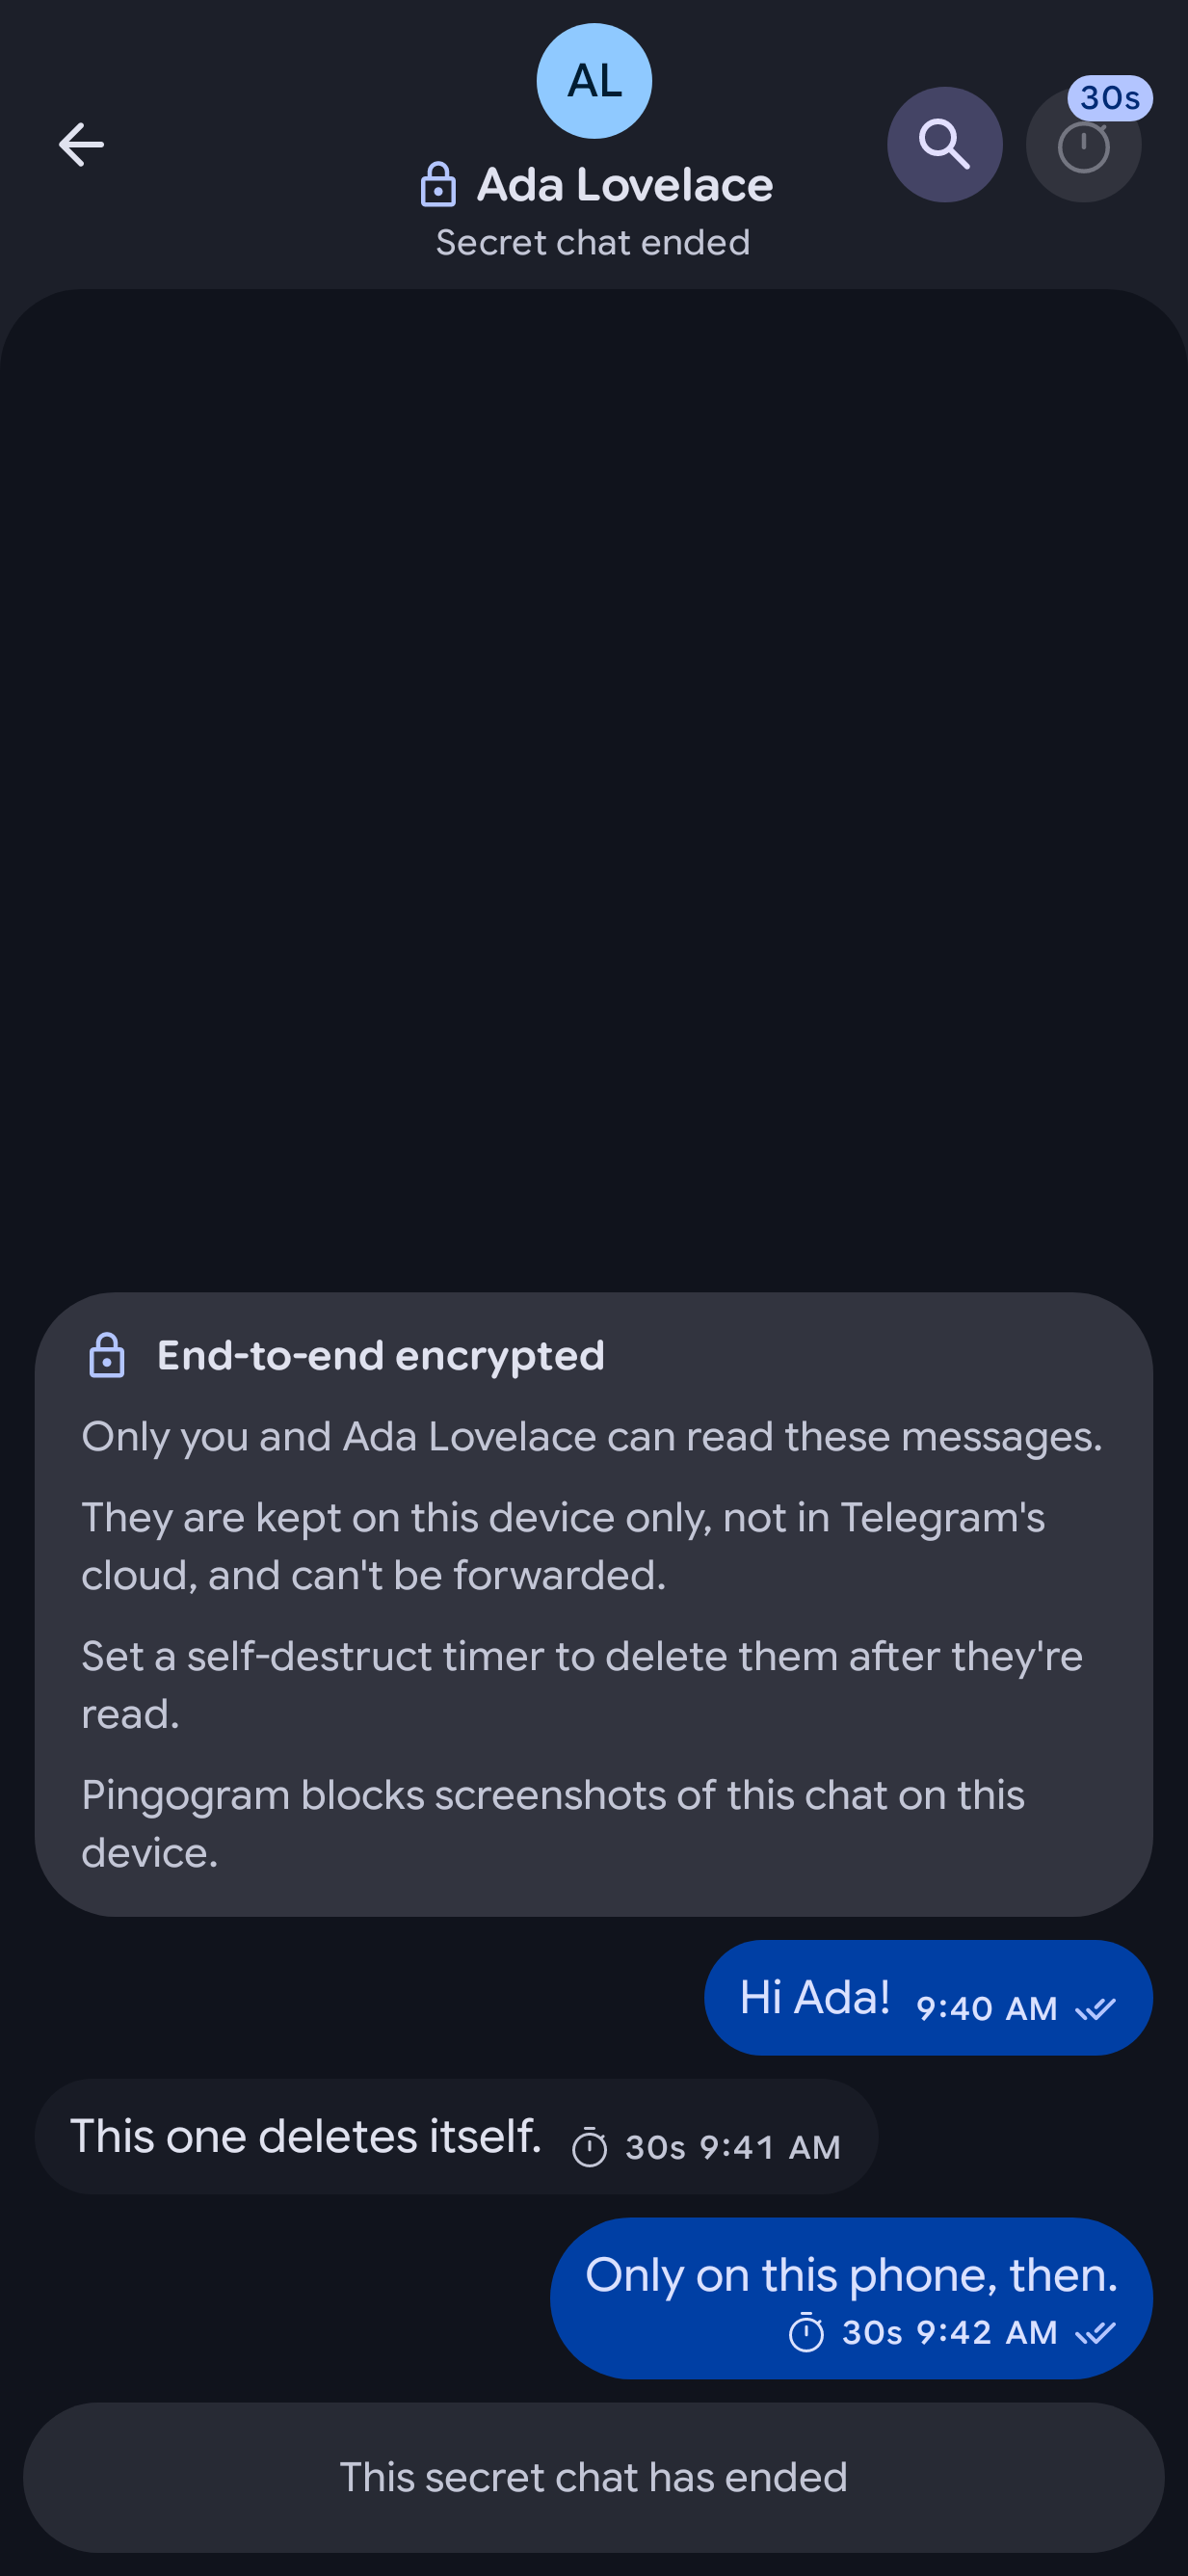 AL
30s
Ada Lovelace
Secret chat ended
End-to-end encrypted
Only you and Ada Lovelace can read these messages.
They are kept on this device only, not in Telegram's
cloud, and can't be forwarded.
Set a self-destruct timer to delete them after they're
read.
Pingogram blocks screenshots of this chat on this
device.
Hi Ada! 9:40 AM
This one deletes itself. 30s 9:41 AM
Only on this phone, then.
30s 9:42 AM
This secret chat has ended